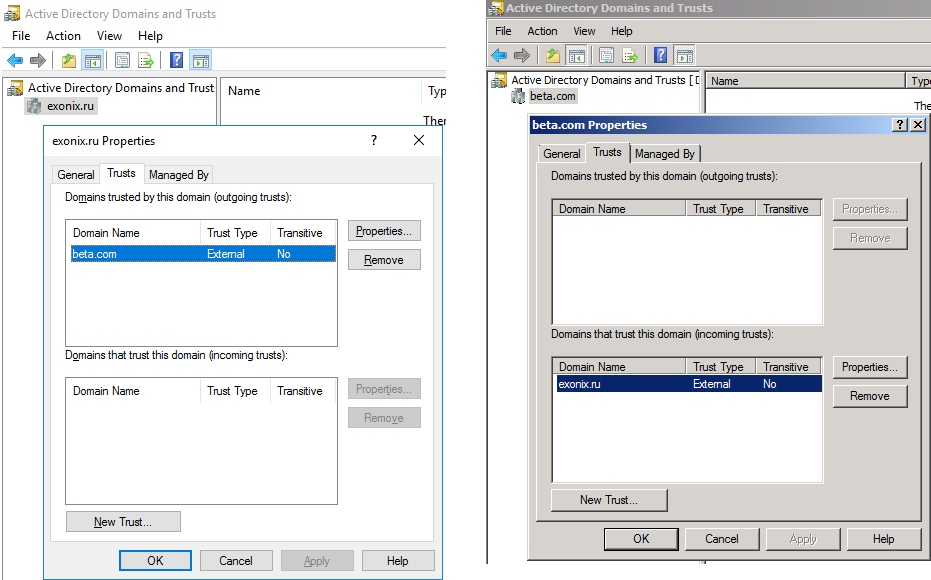 Active Directory Domains and Trusts
File Action View Help
Active Directory Domains and Trust
exonix.ru
Name Typ
Ther
exonix.ru Properties ?
General Trusts Managed By
Domains trusted by this domain (outgoing trusts):
Domain Name Trust Type Transitive
beta.com External No
Properties...
Remove
Domains that trust this domain (incoming trusts):
Domain Name Trust Type Transitive
Properties...
Remove
New Trust...
OK Cancel Apply Help
Active Directory Domains and Trusts
File Action View Help
?
Active Directory Domains and Trusts [ D
beta.com
Name Type
The
beta.com Properties ?
General Trusts Managed By
Domains trusted by this domain (outgoing trusts):
Domain Name Trust Type Transitive
Properties...
Remove
Domains that trust this domain (incoming trusts):
Domain Name Trust Type Transitive
exonix.ru External No
Properties...
Remove
New Trust...
OK Cancel Apply Help